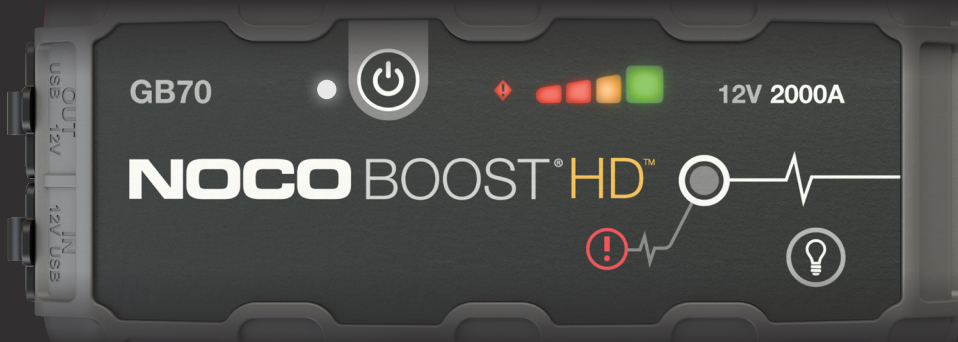 GB70
12V 2000A
NOCO BOOST® HD™
OUT
USB 12V
IN
12V USB